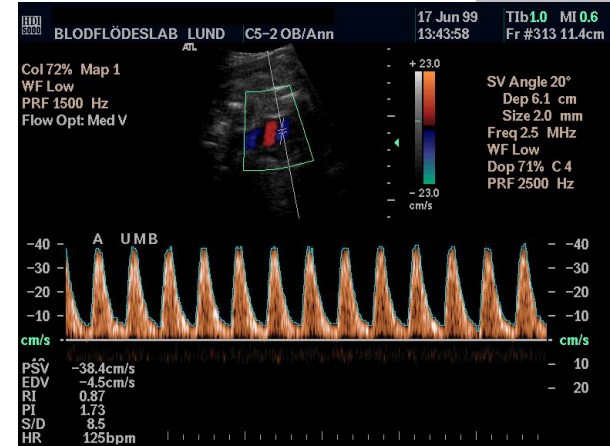 HDI
5000
BLODFLÖDESLAB LUND C5-2 OB/Ann
17 Jun 99
13:43:58
TIb1.0 MI 0.6
Fr #313 11.4cm
ATL
Col 72% Map 1
WF Low
PRF 1500 Hz
Flow Opt: Med V
+ 23.0
- 23.0
cm/s
SV Angle 20°
Dep 6.1 cm
Size 2.0 mm
Freq 2.5 MHz
WF Low
Dop 71% C 4
PRF 2500 Hz
A UMB
-40
-30
-20
-10
cm/s
-40
-30
-20
-10
cm/s
10
20
PSV -38.4cm/s
EDV -4.5cm/s
RI 0.87
PI 1.73
S/D 8.5
HR 125bpm